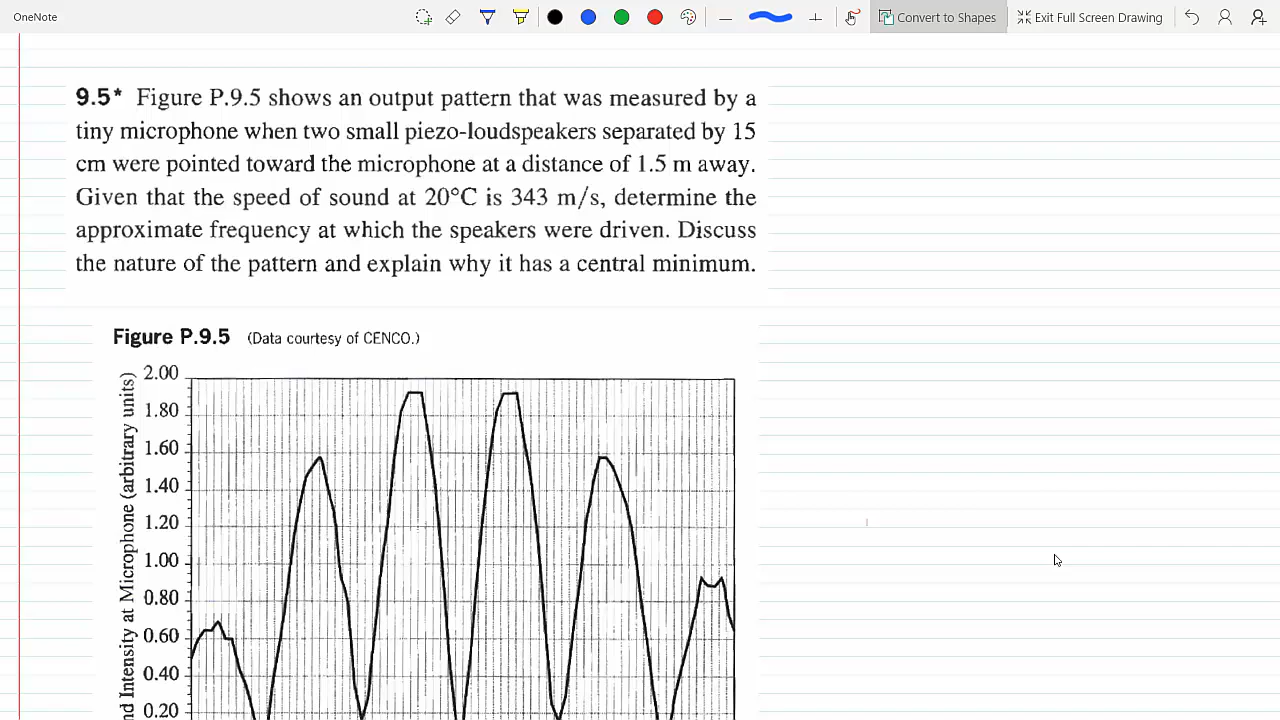 OneNote
Convert to Shapes
Exit Full Screen Drawing
9.5* Figure P.9.5 shows an output pattern that was measured by a
tiny microphone when two small piezo-loudspeakers separated by 15
cm were pointed toward the microphone at a distance of 1.5 m away.
Given that the speed of sound at 20°C is 343 m/s, determine the
approximate frequency at which the speakers were driven. Discuss
the nature of the pattern and explain why it has a central minimum.
Figure P.9.5 (Data courtesy of CENCO.)
nd Intensity at Microphone (arbitrary units)
2.00
1.80
1.60
1.40
1.20
1.00
0.80
0.60
0.40
0.20